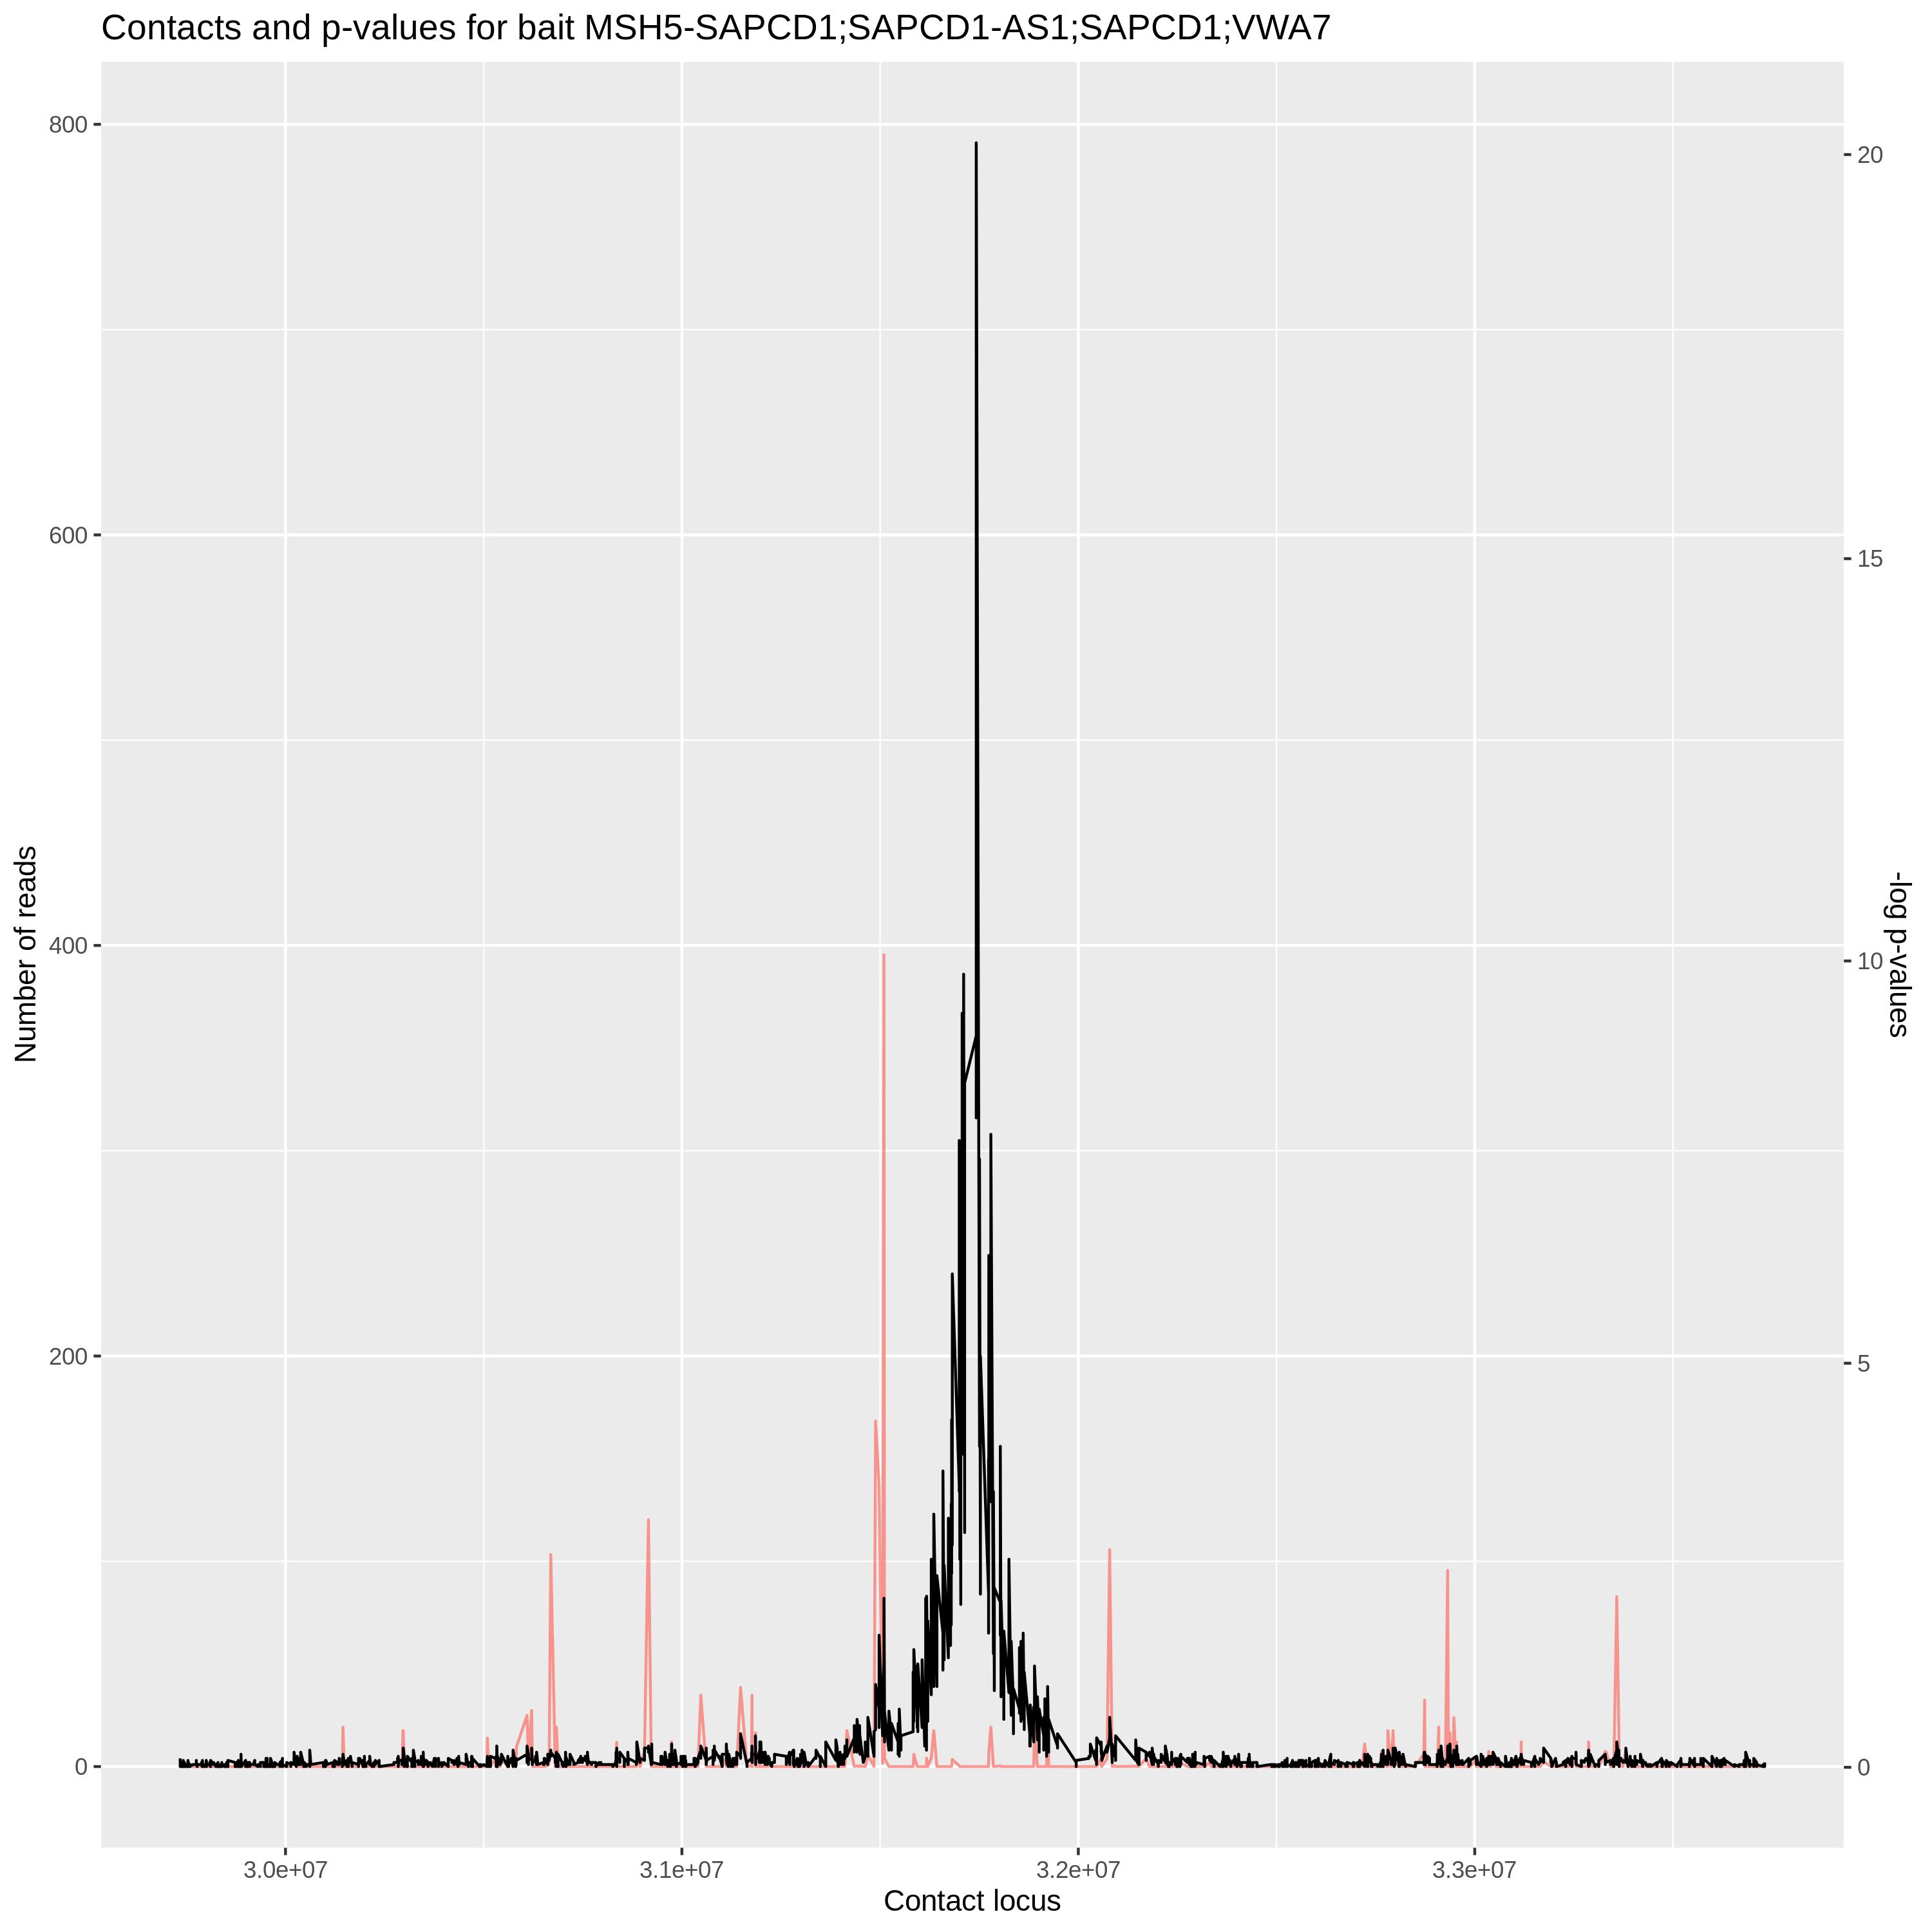 Contacts and p-values for bait MSH5-SAPCD1;SAPCD1-AS1;SAPCD1;VWA7
800
600
400
200
0
Number of reads
20
15
10
5
0
-log p-values
3.0e+07
3.1e+07
3.2e+07
3.3e+07
Contact locus